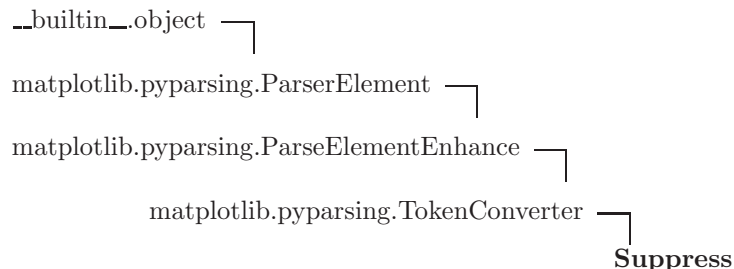 __builtin__.object
matplotlib.pyparsing.ParserElement
matplotlib.pyparsing.ParseElementEnhance
matplotlib.pyparsing.TokenConverter
Suppress